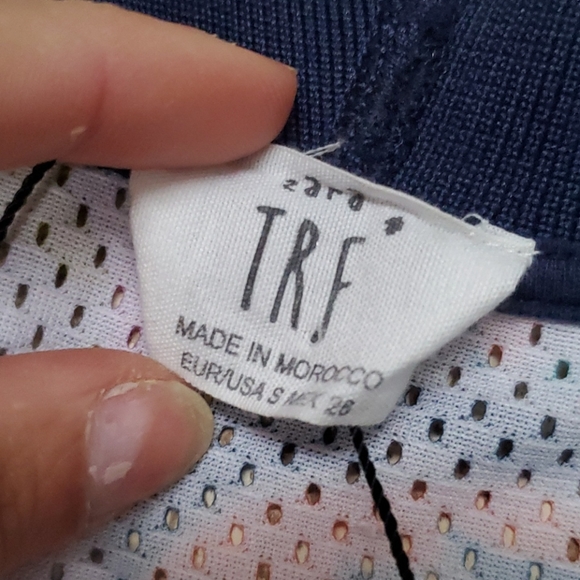 zara
TRF
MADE IN MOROCCO
EUR/USA S MEX 26